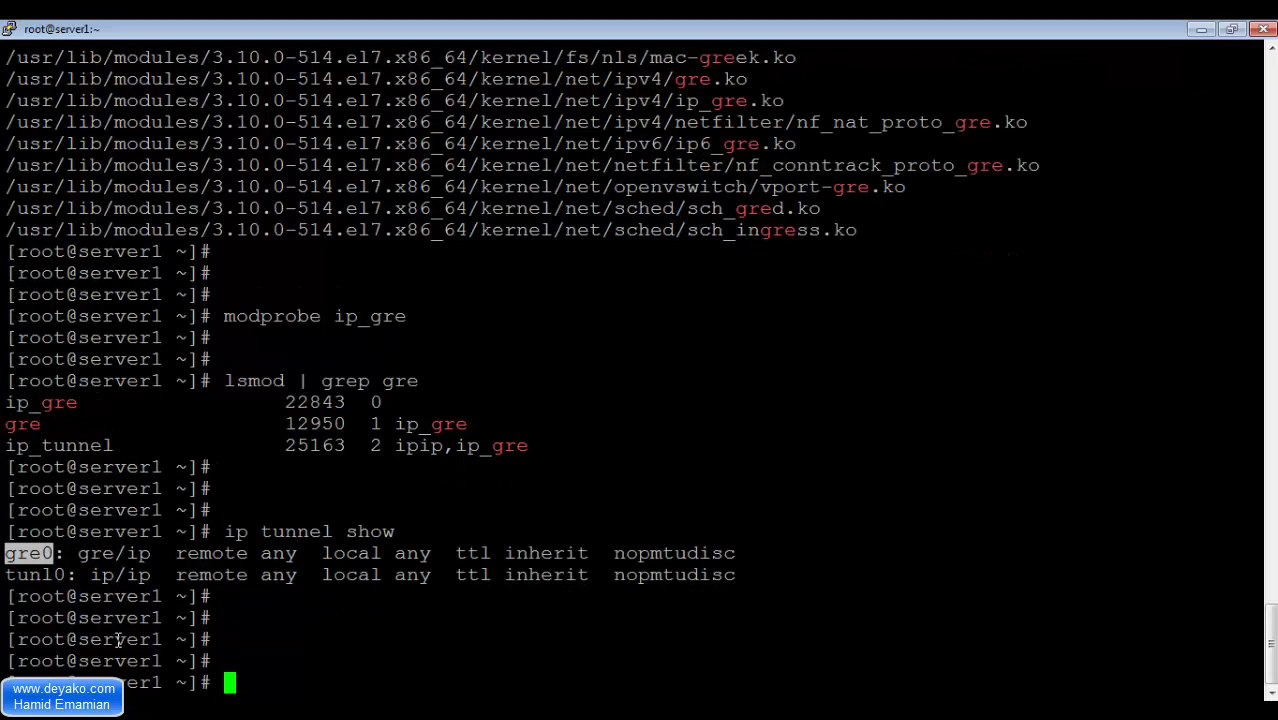 root@server1:~
/usr/lib/modules/3.10.0-514.el7.x86_64/kernel/fs/nls/mac-greek.ko
/usr/lib/modules/3.10.0-514.el7.x86_64/kernel/net/ipv4/gre.ko
/usr/lib/modules/3.10.0-514.el7.x86_64/kernel/net/ipv4/ip_gre.ko
/usr/lib/modules/3.10.0-514.el7.x86_64/kernel/net/ipv4/netfilter/nf_nat_proto_gre.ko
/usr/lib/modules/3.10.0-514.el7.x86_64/kernel/net/ipv6/ip6_gre.ko
/usr/lib/modules/3.10.0-514.el7.x86_64/kernel/net/netfilter/nf_conntrack_proto_gre.ko
/usr/lib/modules/3.10.0-514.el7.x86_64/kernel/net/openvswitch/vport-gre.ko
/usr/lib/modules/3.10.0-514.el7.x86_64/kernel/net/sched/sch_gred.ko
/usr/lib/modules/3.10.0-514.el7.x86_64/kernel/net/sched/sch_ingress.ko
[root@server1 ~]#
[root@server1 ~]#
[root@server1 ~]#
[root@server1 ~]# modprobe ip_gre
[root@server1 ~]#
[root@server1 ~]#
[root@server1 ~]# lsmod | grep gre
ip_gre 22843 0
gre 12950 1 ip_gre
ip_tunnel 25163 2 ipip,ip_gre
[root@server1 ~]#
[root@server1 ~]#
[root@server1 ~]#
[root@server1 ~]# ip tunnel show
gre0: gre/ip remote any local any ttl inherit nopmtudisc
tunl0: ip/ip remote any local any ttl inherit nopmtudisc
[root@server1 ~]#
[root@server1 ~]#
[root@server1 ~]#
[root@server1 ~]#
server1 ~]#
www.deyako.com
Hamid Emamian